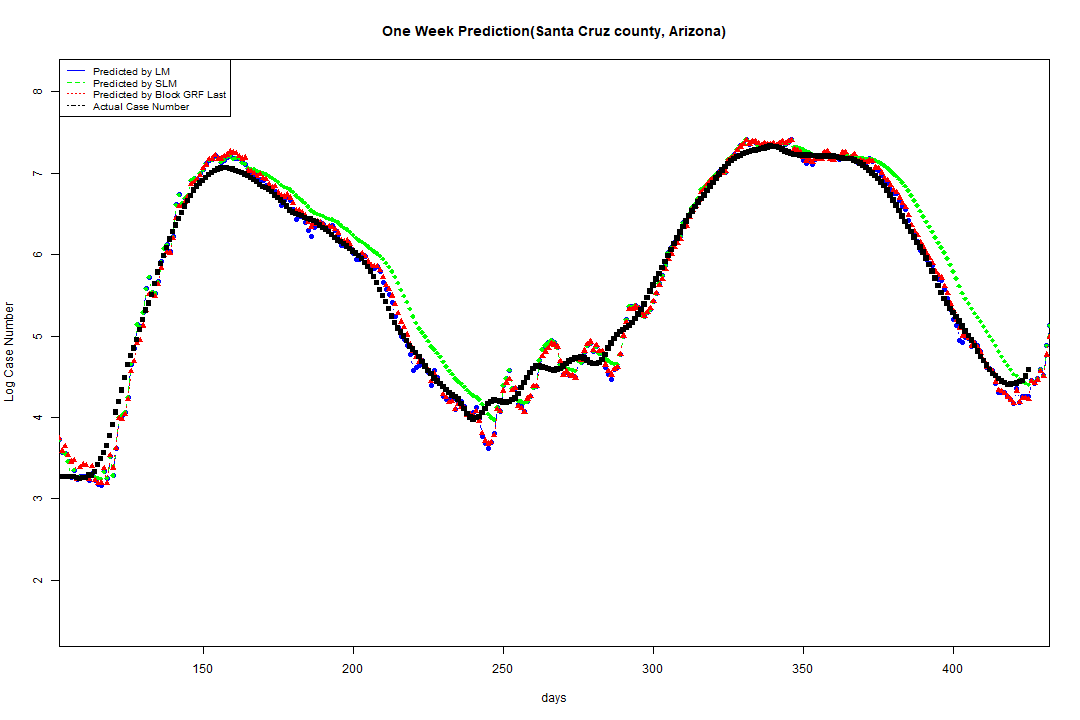 One Week Prediction(Santa Cruz county, Arizona)
Predicted by LM
Predicted by SLM
Predicted by Block GRF Last
Actual Case Number
8
7
6
5
4
3
2
Log Case Number
150 200 250 300 350 400
days